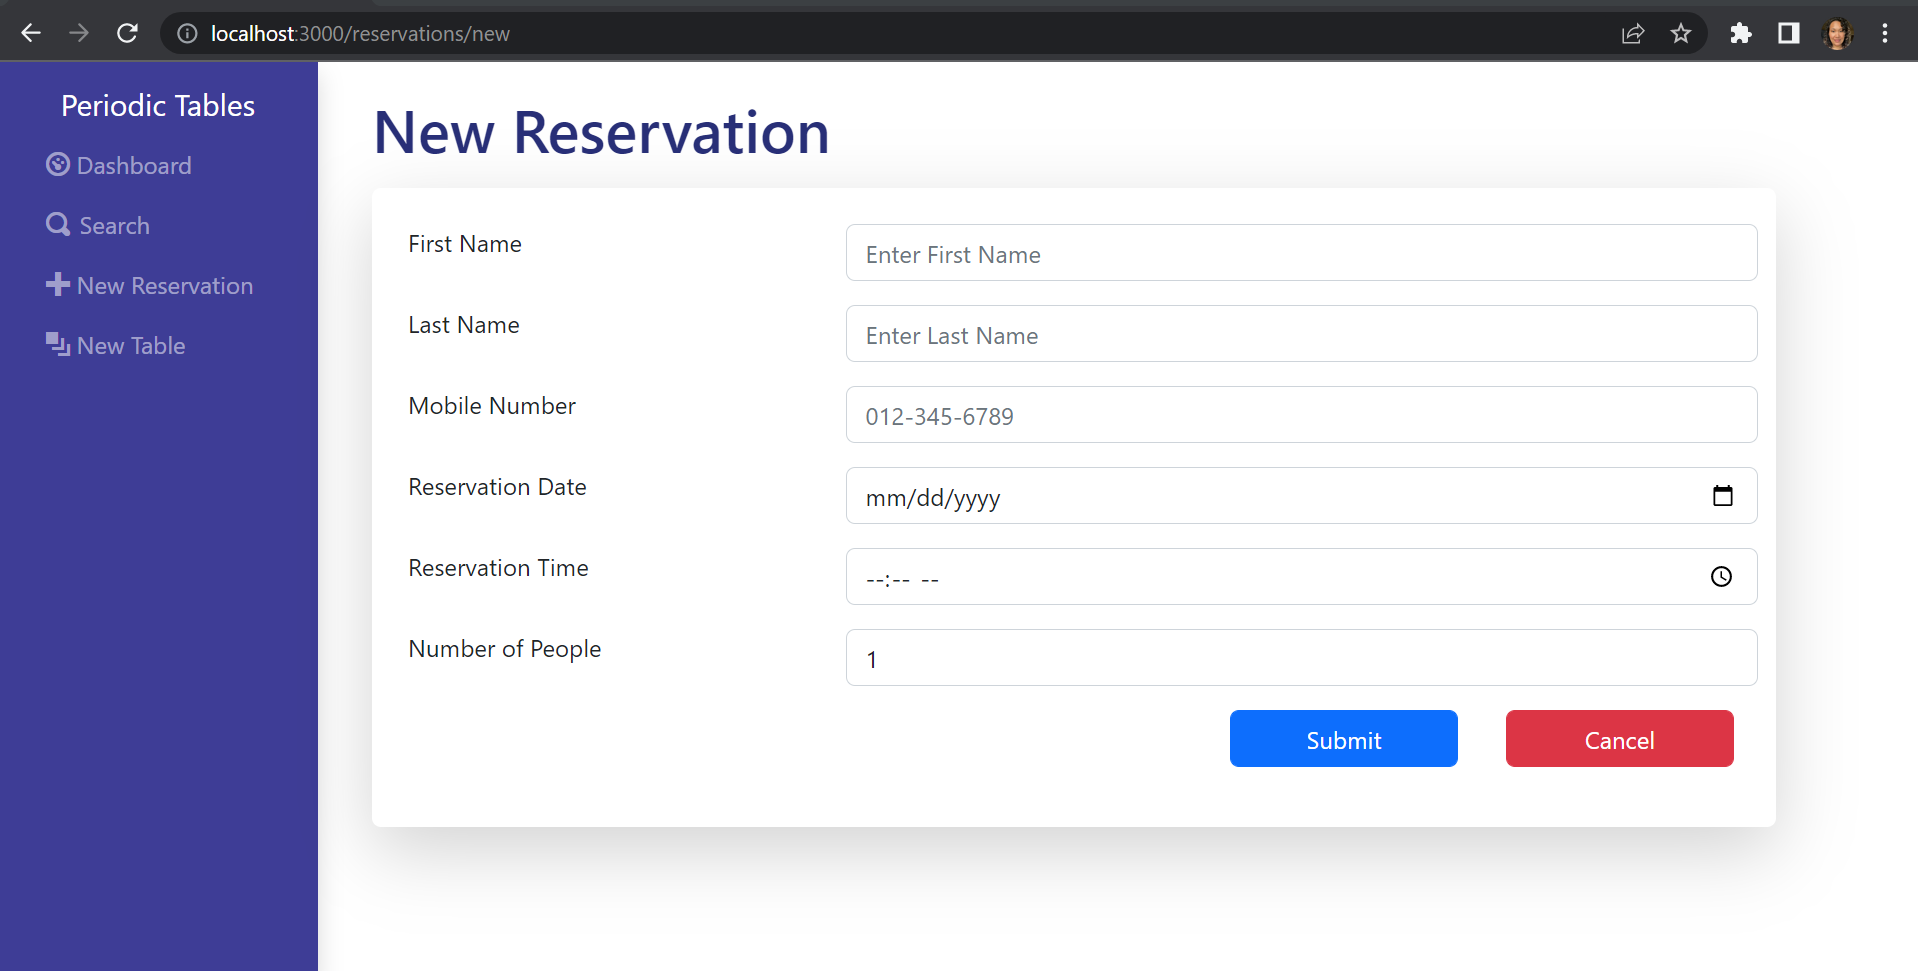 localhost:3000/reservations/new
Periodic Tables
Dashboard
Search
New Reservation
New Table
New Reservation
First Name
Enter First Name
Last Name
Enter Last Name
Mobile Number
012-345-6789
Reservation Date
mm/dd/yyyy
Reservation Time
--:-- --
Number of People
1
Submit
Cancel